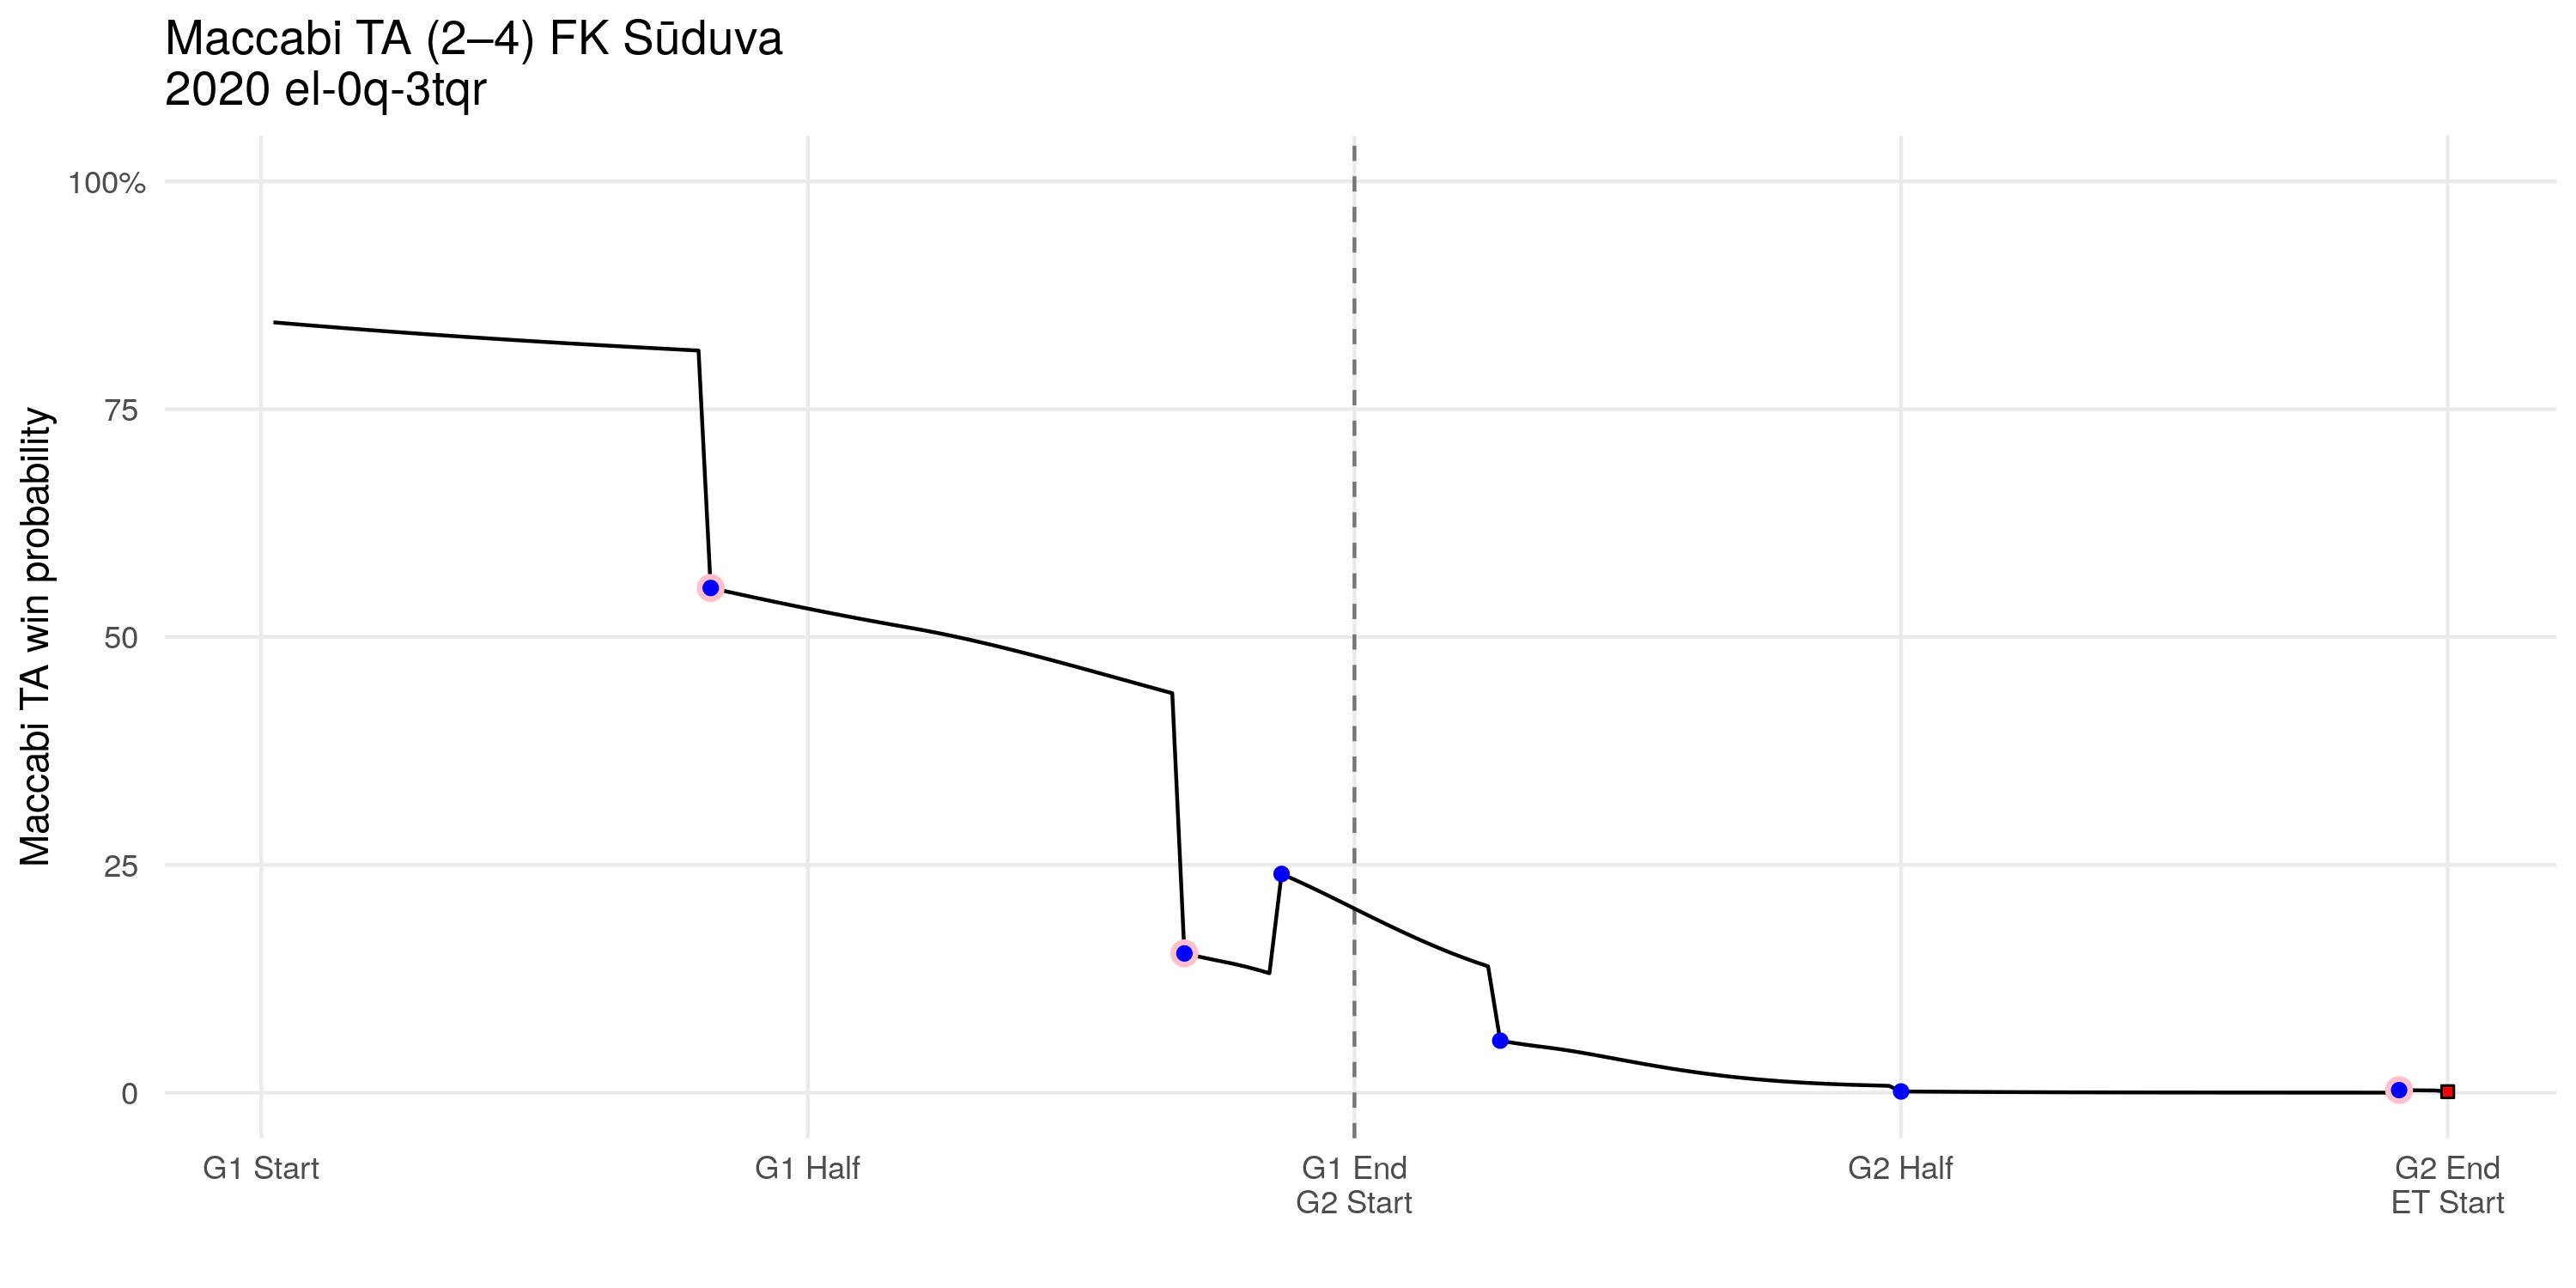 Maccabi TA (2–4) FK Sūduva
2020 el-0q-3tqr
Maccabi TA win probability
100%
75
50
25
0
G1 Start
G1 Half
G1 End
G2 Start
G2 Half
G2 End
ET Start